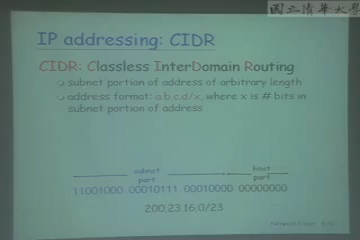 國立清華大學
IP addressing: CIDR
CIDR: Classless InterDomain Routing
subnet portion of address of arbitrary length
address format: a.b.c.d/x, where x is # bits in
subnet portion of address
subnet
part
host
part
11001000 00010111 00010000 00000000
200.23.16.0/23